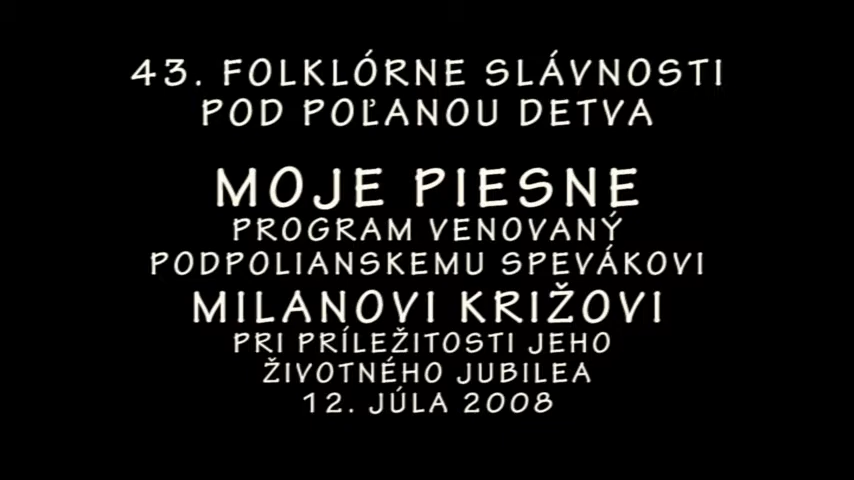 43. FOLKLÓRNE SLÁVNOSTI
POD POĽANOU DETVA
MOJE PIESNE
PROGRAM VENOVANÝ
PODPOLIANSKEMU SPEVÁKOVI
MILANOVI KRIŽOVI
PRI PRÍLEŽITOSTI JEHO
ŽIVOTNÉHO JUBILEA
12. JÚLA 2008